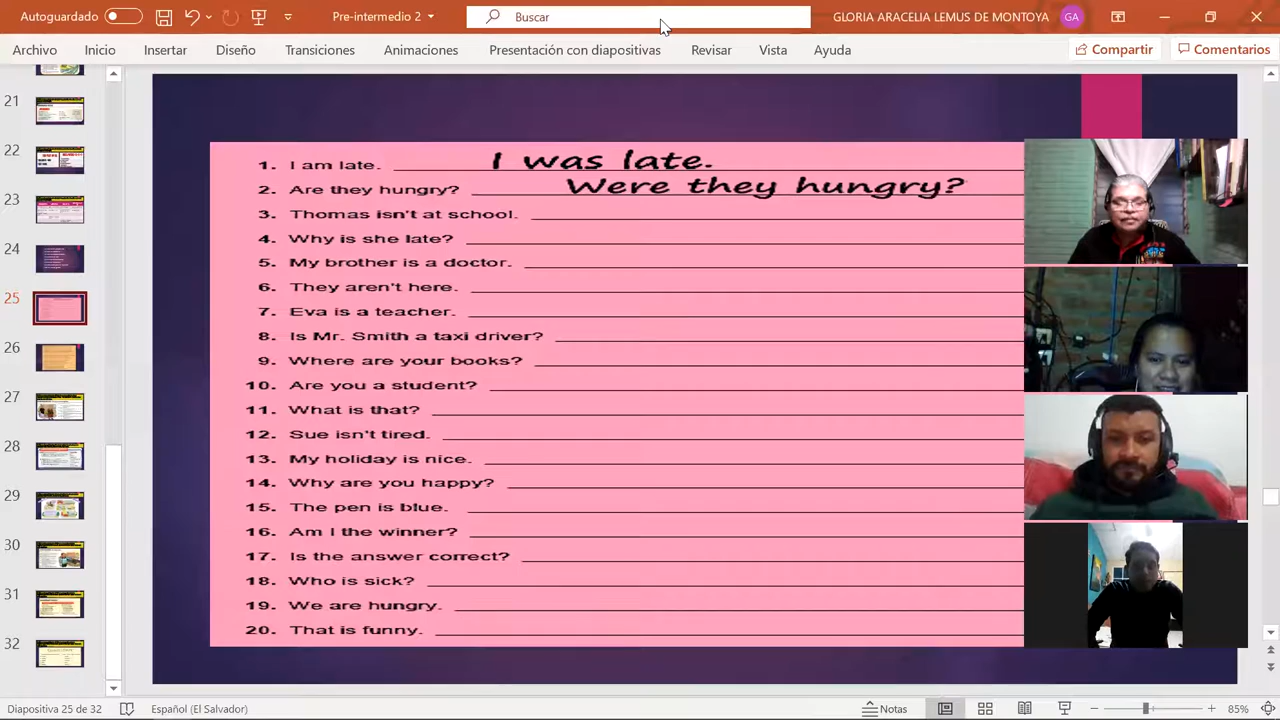 Autoguardado
Pre-intermedio 2
Buscar
GLORIA ARACELIA LEMUS DE MONTOYA
GA
Archivo
Inicio
Insertar
Diseño
Transiciones
Animaciones
Presentación con diapositivas
Revisar
Vista
Ayuda
Compartir
Comentarios
21
22
23
24
25
26
27
28
29
30
31
32
1. I am late. I was late.
2. Are they hungry? Were they hungry?
3. Thomas isn't at school.
4. Why is she late?
5. My brother is a doctor.
6. They aren't here.
7. Eva is a teacher.
8. Is Mr. Smith a taxi driver?
9. Where are your books?
10. Are you a student?
11. What is that?
12. Sue isn't tired.
13. My holiday is nice.
14. Why are you happy?
15. The pen is blue.
16. Am I the winner?
17. Is the answer correct?
18. Who is sick?
19. We are hungry.
20. That is funny.
Diapositiva 25 de 32
Español (El Salvador)
Notas
85%